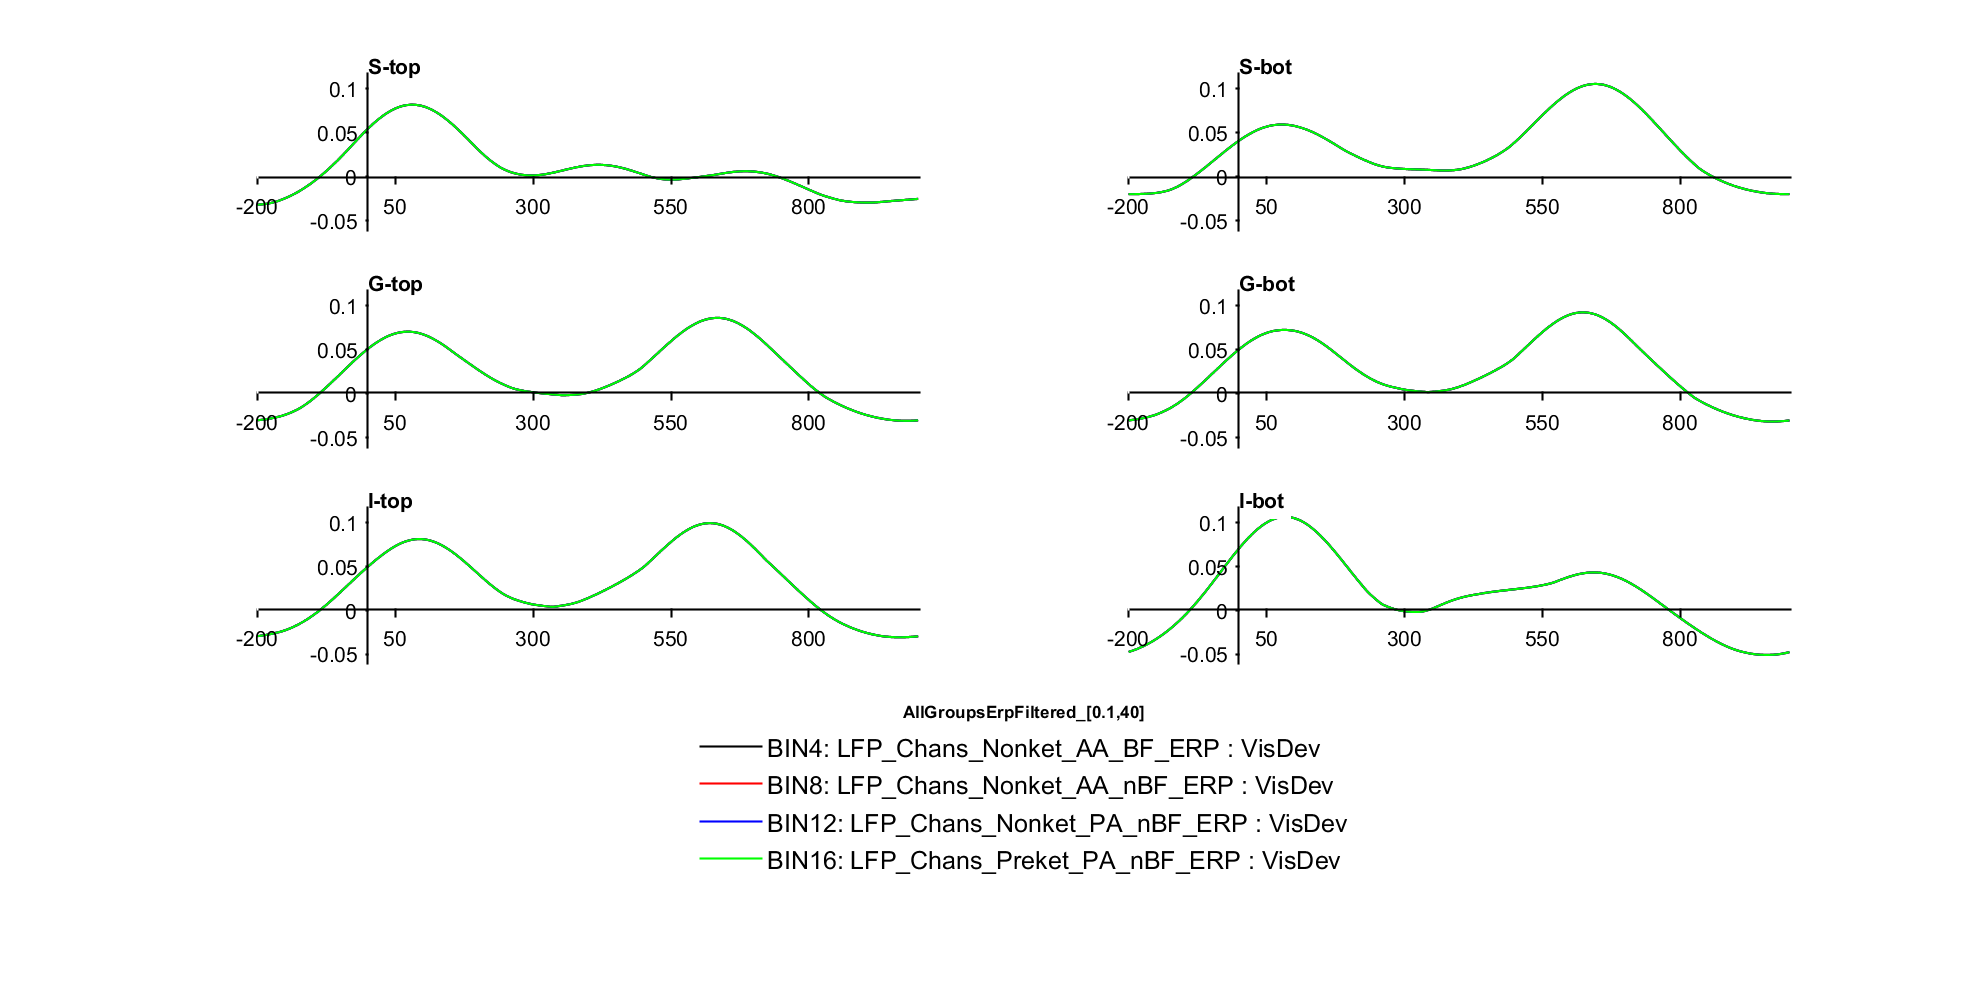 S-top
0.1
0.05
0
-0.05
-200 50 300 550 800
S-bot
0.1
0.05
0
-0.05
-200 50 300 550 800
G-top
0.1
0.05
0
-0.05
-200 50 300 550 800
G-bot
0.1
0.05
0
-0.05
-200 50 300 550 800
I-top
0.1
0.05
0
-0.05
-200 50 300 550 800
I-bot
0.1
0.05
0
-0.05
-200 50 300 550 800
AllGroupsErpFiltered_[0.1,40]
BIN4: LFP_Chans_Nonket_AA_BF_ERP : VisDev
BIN8: LFP_Chans_Nonket_AA_nBF_ERP : VisDev
BIN12: LFP_Chans_Nonket_PA_nBF_ERP : VisDev
BIN16: LFP_Chans_Preket_PA_nBF_ERP : VisDev